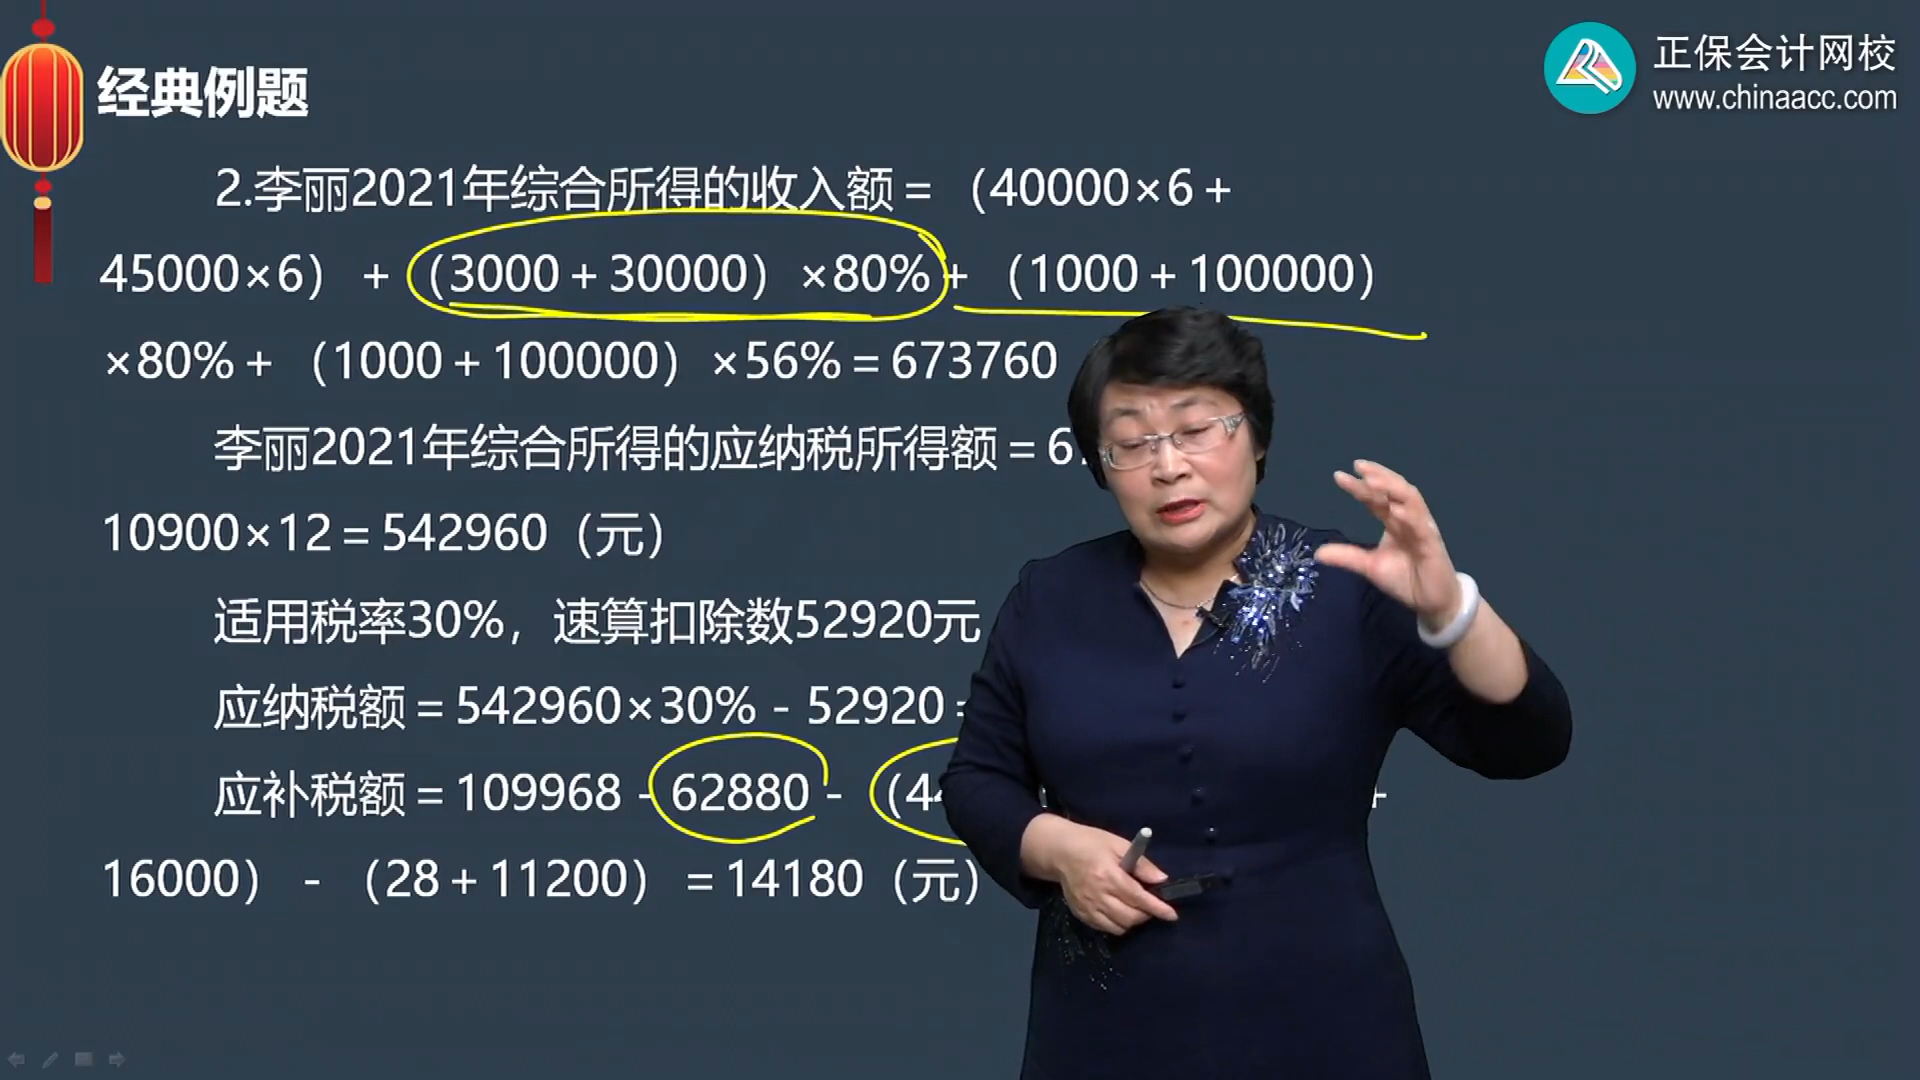 正保会计网校
www.chinaacc.com
经典例题
2.李丽2021年综合所得的收入额＝（40000×6＋
45000×6）＋（3000＋30000）×80%＋（1000＋100000）
×80%＋（1000＋100000）×56%＝673760
李丽2021年综合所得的应纳税所得额＝6
10900×12＝542960（元）
适用税率30%，速算扣除数52920元
应纳税额＝542960×30%－52920＝
应补税额＝109968－62880－（44 ＋
16000）－（28＋11200）＝14180（元）